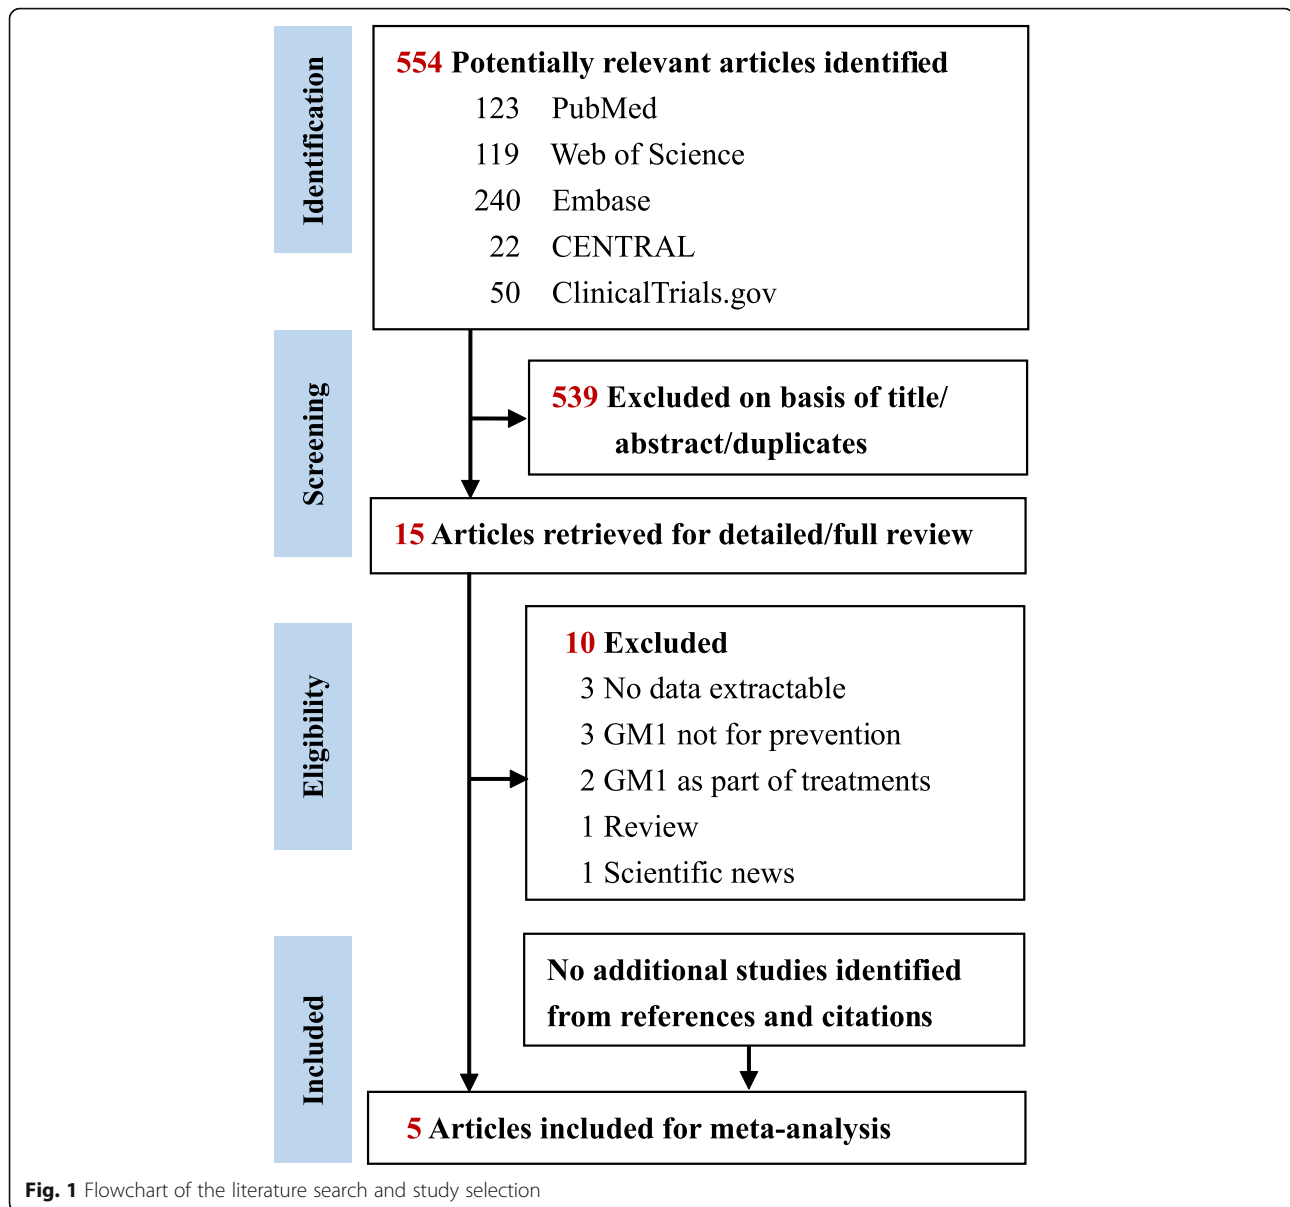 Identification
554 Potentially relevant articles identified
123 PubMed
119 Web of Science
240 Embase
22 CENTRAL
50 ClinicalTrials.gov
Screening
539 Excluded on basis of title/
abstract/duplicates
15 Articles retrieved for detailed/full review
Eligibility
10 Excluded
3 No data extractable
3 GM1 not for prevention
2 GM1 as part of treatments
1 Review
1 Scientific news
Included
No additional studies identified
from references and citations
5 Articles included for meta-analysis
Fig. 1 Flowchart of the literature search and study selection